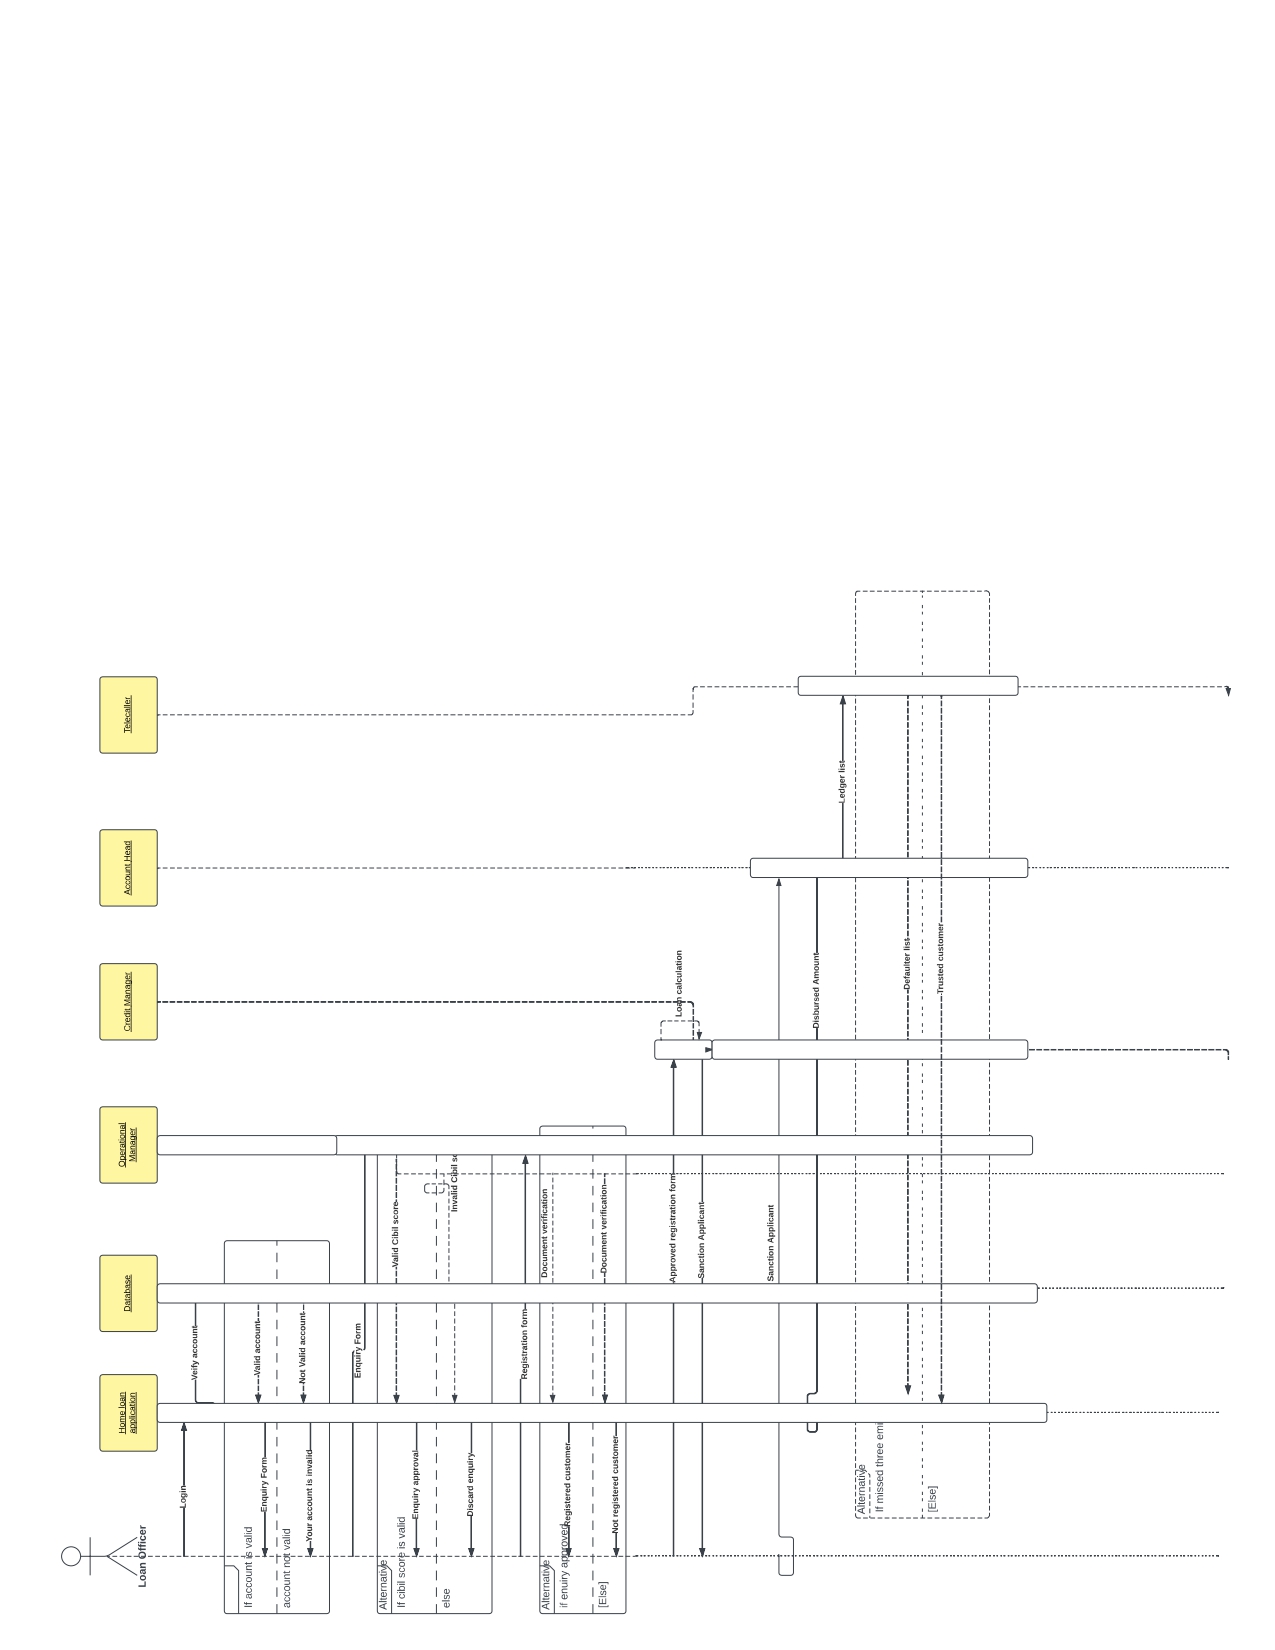 Loan Officer
Home loan
application
Database
Operational
Manager
Credit Manager
Account Head
Telecaller
Login
Veify account
If account is valid
Enquiry Form
Valid account
account not valid
Your account is invalid
Not Valid account
Enquiry Form
Alternative
If cibil score is valid
Enquiry approval
Valid Cibil score
else
Discard enquiry
Invalid Cibil sc
Registration form
Alternative
if enuiry approved
Registered customer
Document verification
[Else]
Not registered customer
Document verification
Approved registration form
Loan calculation
Sanction Applicant
Sanction Applicant
Disbursed Amount
Ledger list
Alternative
If missed three emi
Defaulter list
[Else]
Trusted customer